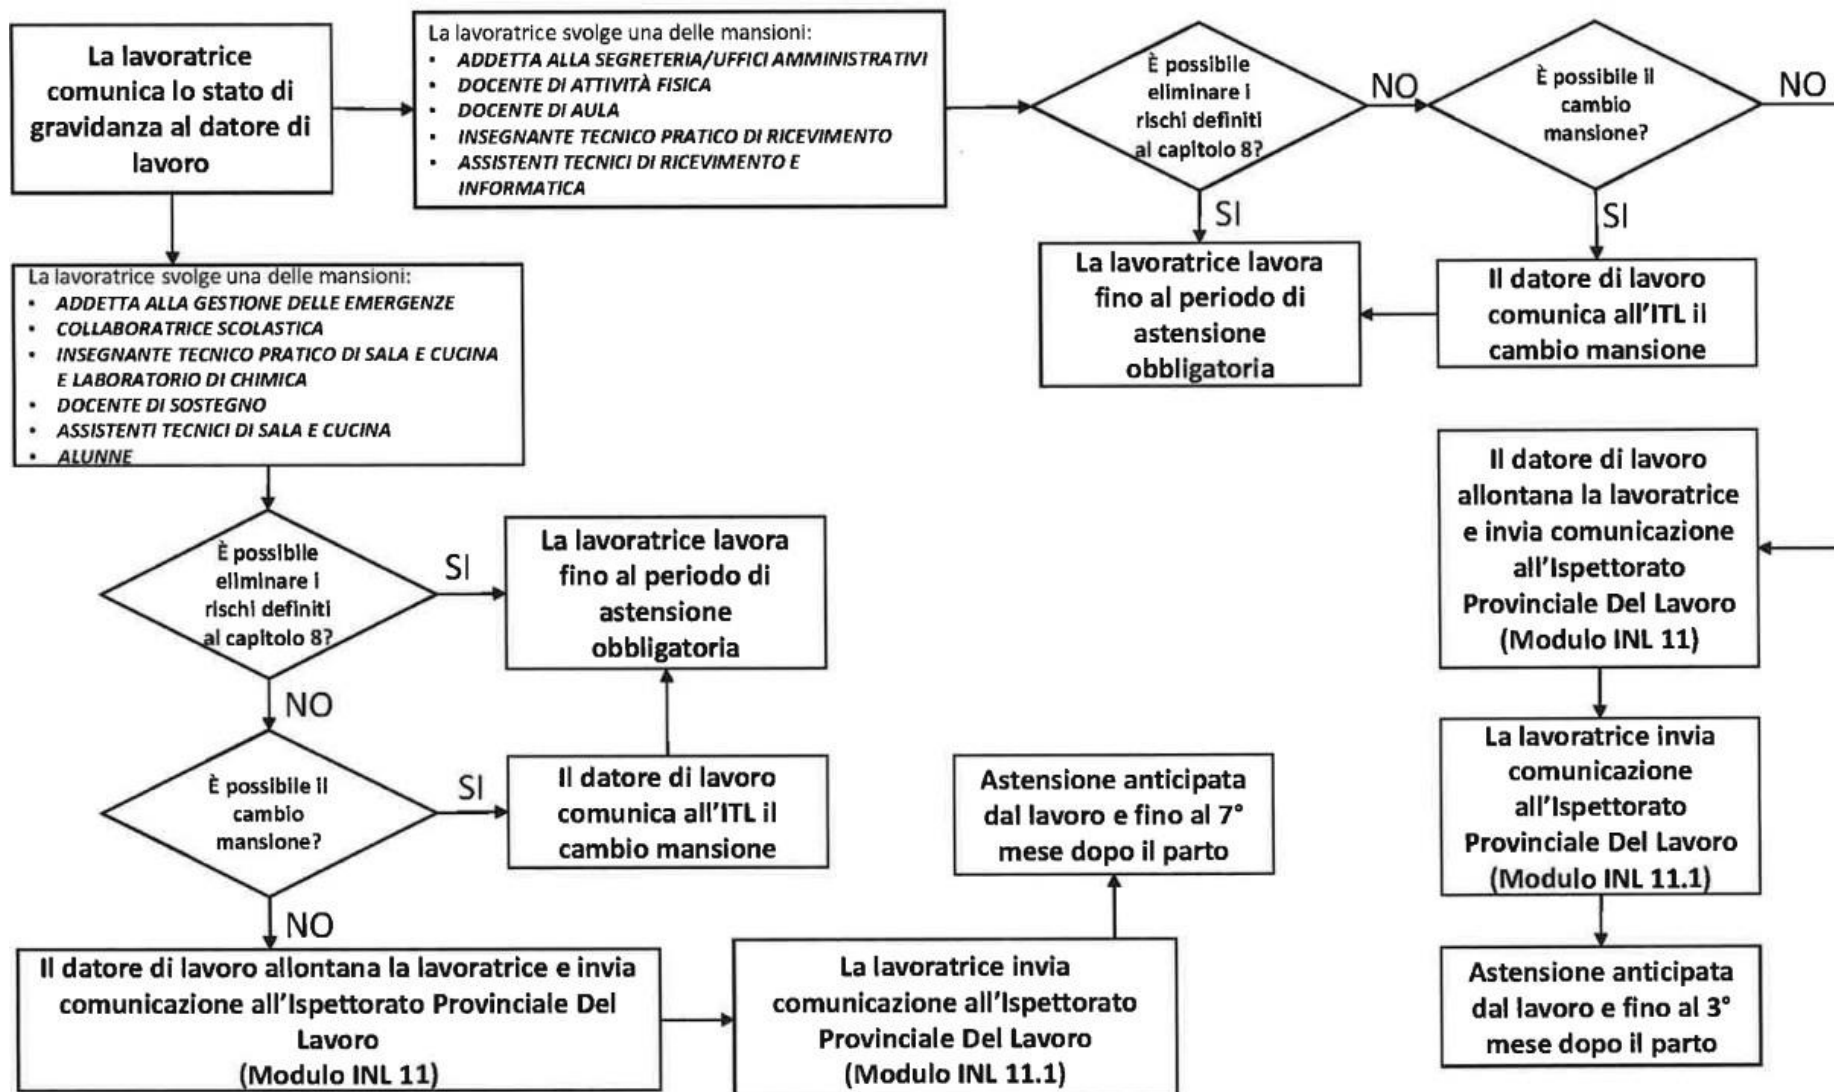 La lavoratrice
comunica lo stato di
gravidanza al datore di
lavoro
La lavoratrice svolge una delle mansioni:
• ADDETTA ALLA SEGRETERIA/UFFICI AMMINISTRATIVI
• DOCENTE DI ATTIVITÀ FISICA
• DOCENTE DI AULA
• INSEGNANTE TECNICO PRATICO DI RICEVIMENTO
• ASSISTENTI TECNICI DI RICEVIMENTO E
INFORMATICA
È possibile
eliminare i
rischi definiti
al capitolo 8?
NO
È possibile il
cambio
mansione?
NO
SI
SI
La lavoratrice lavora
fino al periodo di
astensione
obbligatoria
Il datore di lavoro
comunica all'ITL il
cambio mansione
La lavoratrice svolge una delle mansioni:
• ADDETTA ALLA GESTIONE DELLE EMERGENZE
• COLLABORATRICE SCOLASTICA
• INSEGNANTE TECNICO PRATICO DI SALA E CUCINA
E LABORATORIO DI CHIMICA
• DOCENTE DI SOSTEGNO
• ASSISTENTI TECNICI DI SALA E CUCINA
• ALUNNE
È possibile
eliminare i
rischi definiti
al capitolo 8?
SI
La lavoratrice lavora
fino al periodo di
astensione
obbligatoria
NO
È possibile il
cambio
mansione?
SI
Il datore di lavoro
comunica all'ITL il
cambio mansione
NO
Il datore di lavoro allontana la lavoratrice e invia
comunicazione all'Ispettorato Provinciale Del
Lavoro
(Modulo INL 11)
La lavoratrice invia
comunicazione all'Ispettorato
Provinciale Del Lavoro
(Modulo INL 11.1)
Astensione anticipata
dal lavoro e fino al 7°
mese dopo il parto
Il datore di lavoro
allontana la lavoratrice
e invia comunicazione
all'Ispettorato
Provinciale Del Lavoro
(Modulo INL 11)
La lavoratrice invia
comunicazione
all'Ispettorato
Provinciale Del Lavoro
(Modulo INL 11.1)
Astensione anticipata
dal lavoro e fino al 3°
mese dopo il parto